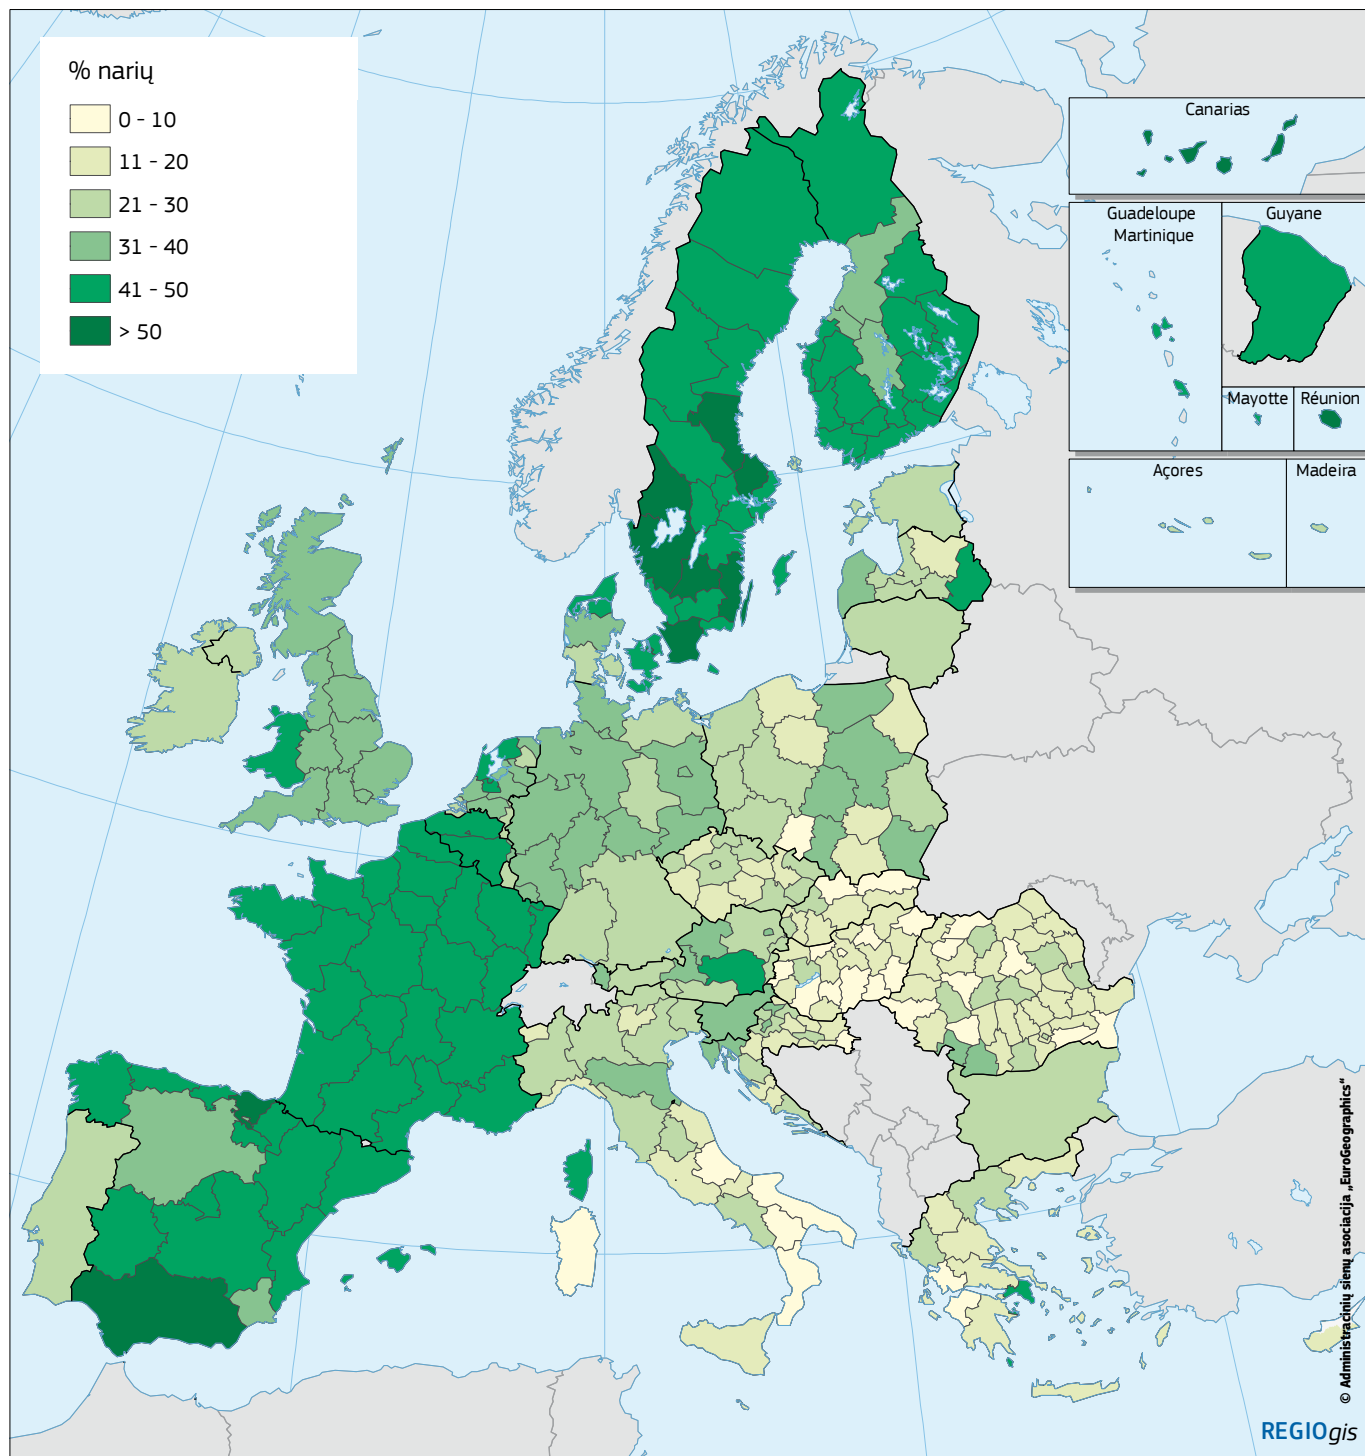 % narių
0 - 10
11 - 20
21 - 30
31 - 40
41 - 50
> 50
Canarias
Guadeloupe
Martinique
Guyane
Mayotte
Réunion
Açores
Madeira
© Administracinių sienų asociacija „EuroGeographics“
REGIOgis